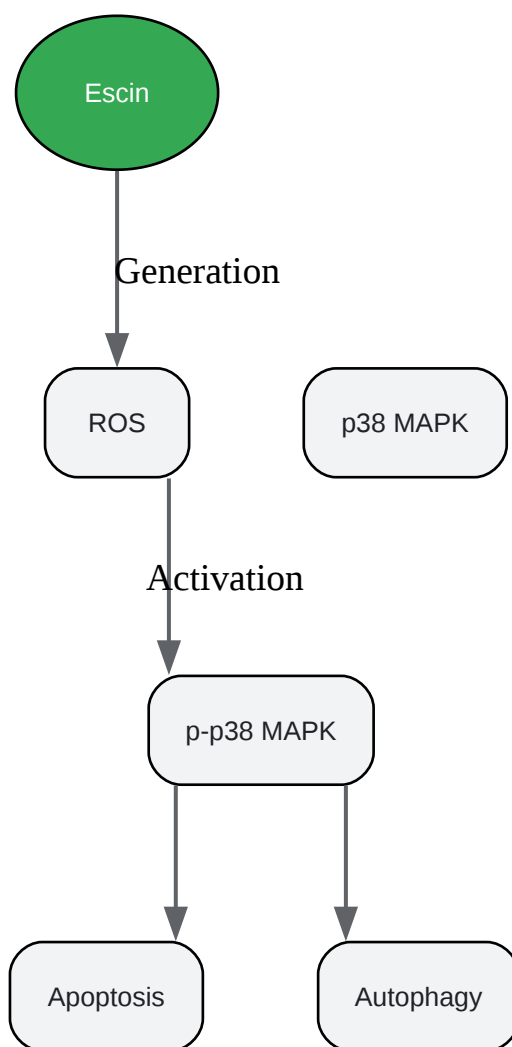 Escin
Generation
ROS
p38 MAPK
Activation
p-p38 MAPK
Apoptosis
Autophagy